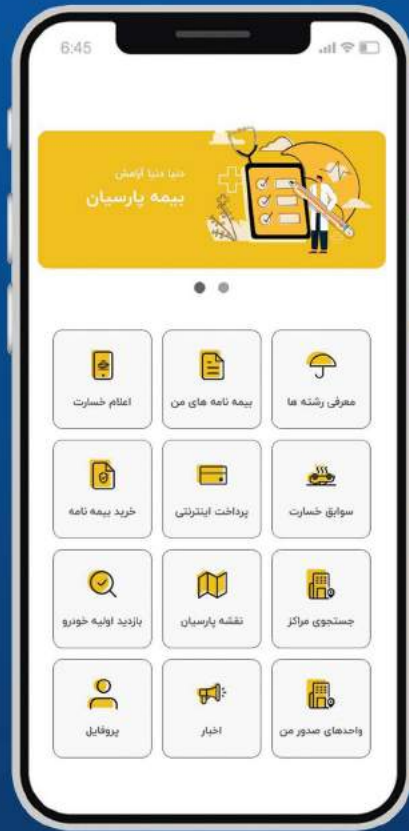 6:45
دنیا دنیا آرامش
بیمه پارسیان
معرفی رشته ها
بیمه نامه های من
اعلام خسارت
سوابق خسارت
پرداخت اینترنتی
خرید بیمه نامه
جستجوی مراکز
نقشه پارسیان
بازدید اولیه خودرو
واحدهای صدور من
اخبار
پروفایل